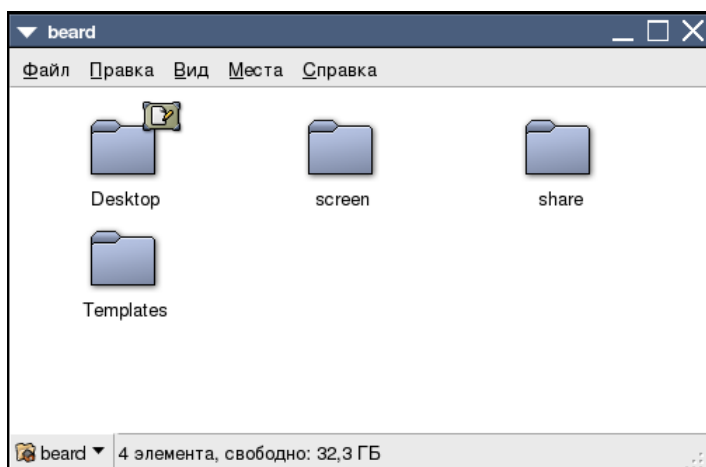 beard
Файл Правка Вид Места Справка
Desktop screen share
Templates
beard 4 элемента, свободно: 32,3 ГБ